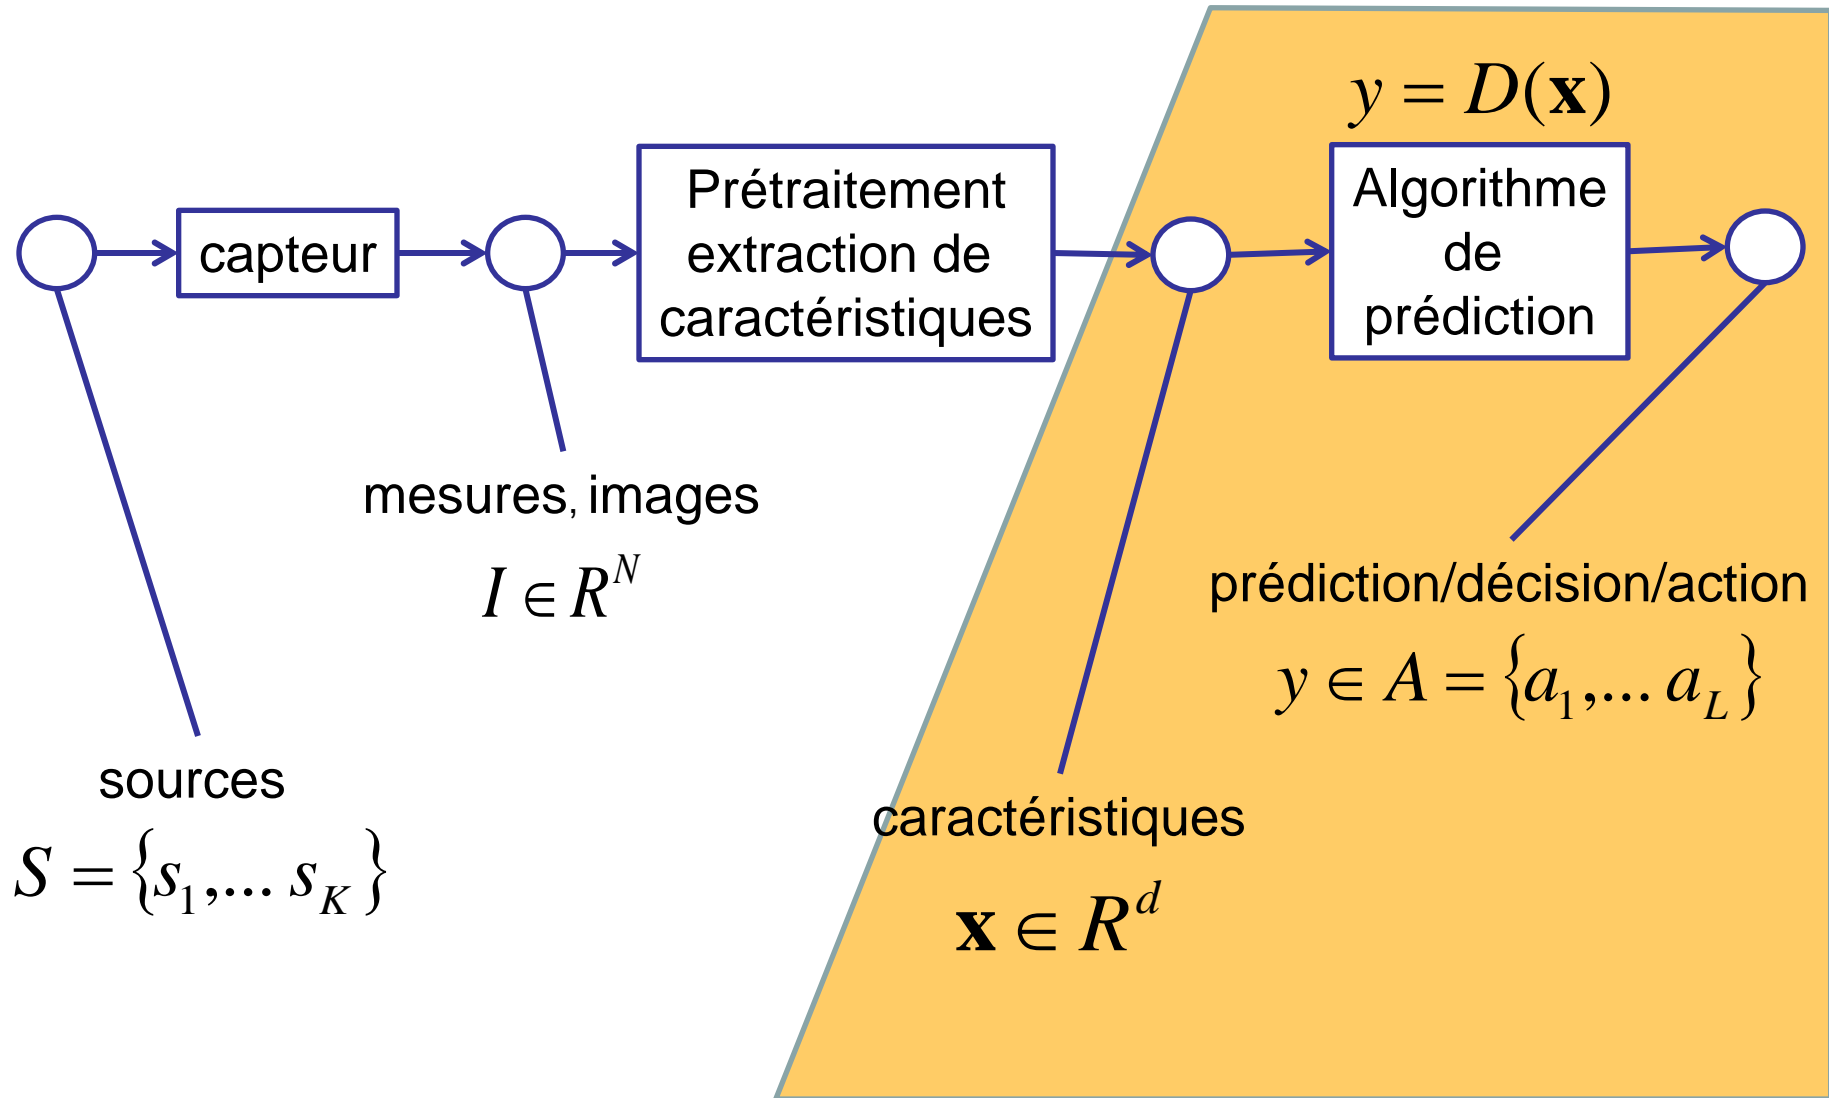 y = D(𝐱)
capteur
Prétraitement
extraction de
caractéristiques
Algorithme
de
prédiction
mesures, images
I ∈ R^N
prédiction/décision/action
y ∈ A = {a_1,... a_L}
sources
S = {s_1,... s_K}
caractéristiques
𝐱 ∈ R^d